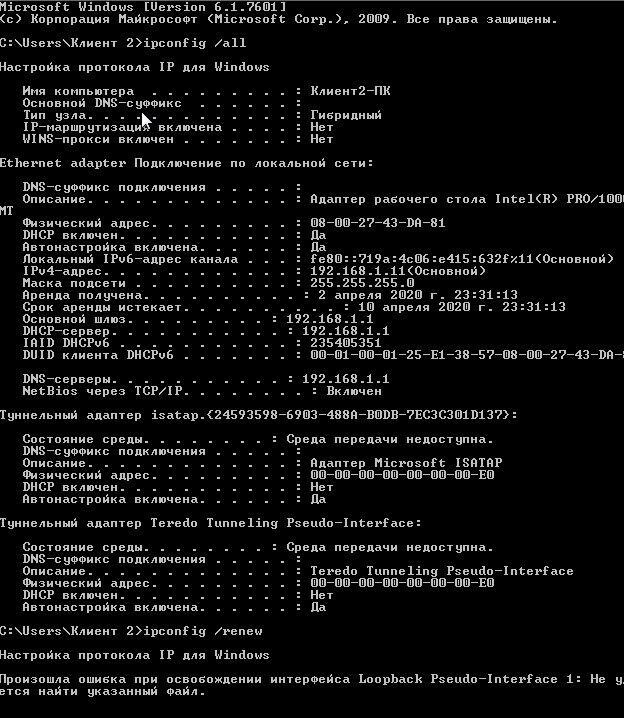 Microsoft Windows [Version 6.1.7601]
(c) Корпорация Майкрософт (Microsoft Corp.), 2009. Все права защищены.
C:\Users\Клиент 2>ipconfig /all
Настройка протокола IP для Windows
Имя компьютера . . . . . . . . . : Клиент2-ПК
Основной DNS-суффикс . . . . . . :
Тип узла. . . . . . . . . . . . . : Гибридный
IP-маршрутизация включена . . . . : Нет
WINS-прокси включен . . . . . . . : Нет
Ethernet adapter Подключение по локальной сети:
DNS-суффикс подключения . . . . . :
Описание. . . . . . . . . . . . . : Адаптер рабочего стола Intel(R) PRO/1000
MT
Физический адрес. . . . . . . . . : 08-00-27-43-DA-81
DHCP включен. . . . . . . . . . . : Да
Автонастройка включена. . . . . . : Да
Локальный IPv6-адрес канала . . . : fe80::719a:4c06:e415:632f%11(Основной)
IPv4-адрес. . . . . . . . . . . . : 192.168.1.11(Основной)
Маска подсети . . . . . . . . . . : 255.255.255.0
Аренда получена. . . . . . . . . . : 2 апреля 2020 г. 23:31:13
Срок аренды истекает. . . . . . . . . . : 10 апреля 2020 г. 23:31:13
Основной шлюз. . . . . . . . . : 192.168.1.1
DHCP-сервер. . . . . . . . . . . : 192.168.1.1
IAID DHCPv6 . . . . . . . . . . . : 235405351
DUID клиента DHCPv6 . . . . . . . : 00-01-00-01-25-E1-38-57-08-00-27-43-DA-8
DNS-серверы. . . . . . . . . . . : 192.168.1.1
NetBios через TCP/IP. . . . . . . . : Включен
Туннельный адаптер isatap.{24593598-6903-488A-B0DB-7EC3C301D137}:
Состояние среды. . . . . . . . : Среда передачи недоступна.
DNS-суффикс подключения . . . . . :
Описание. . . . . . . . . . . . . : Адаптер Microsoft ISATAP
Физический адрес. . . . . . . . . : 00-00-00-00-00-00-00-E0
DHCP включен. . . . . . . . . . . : Нет
Автонастройка включена. . . . . . : Да
Туннельный адаптер Teredo Tunneling Pseudo-Interface:
Состояние среды. . . . . . . . : Среда передачи недоступна.
DNS-суффикс подключения . . . . . :
Описание. . . . . . . . . . . . . : Teredo Tunneling Pseudo-Interface
Физический адрес. . . . . . . . . : 00-00-00-00-00-00-00-E0
DHCP включен. . . . . . . . . . . : Нет
Автонастройка включена. . . . . . : Да
C:\Users\Клиент 2>ipconfig /renew
Настройка протокола IP для Windows
Произошла ошибка при освобождении интерфейса Loopback Pseudo-Interface 1: Не уд
ется найти указанный файл.